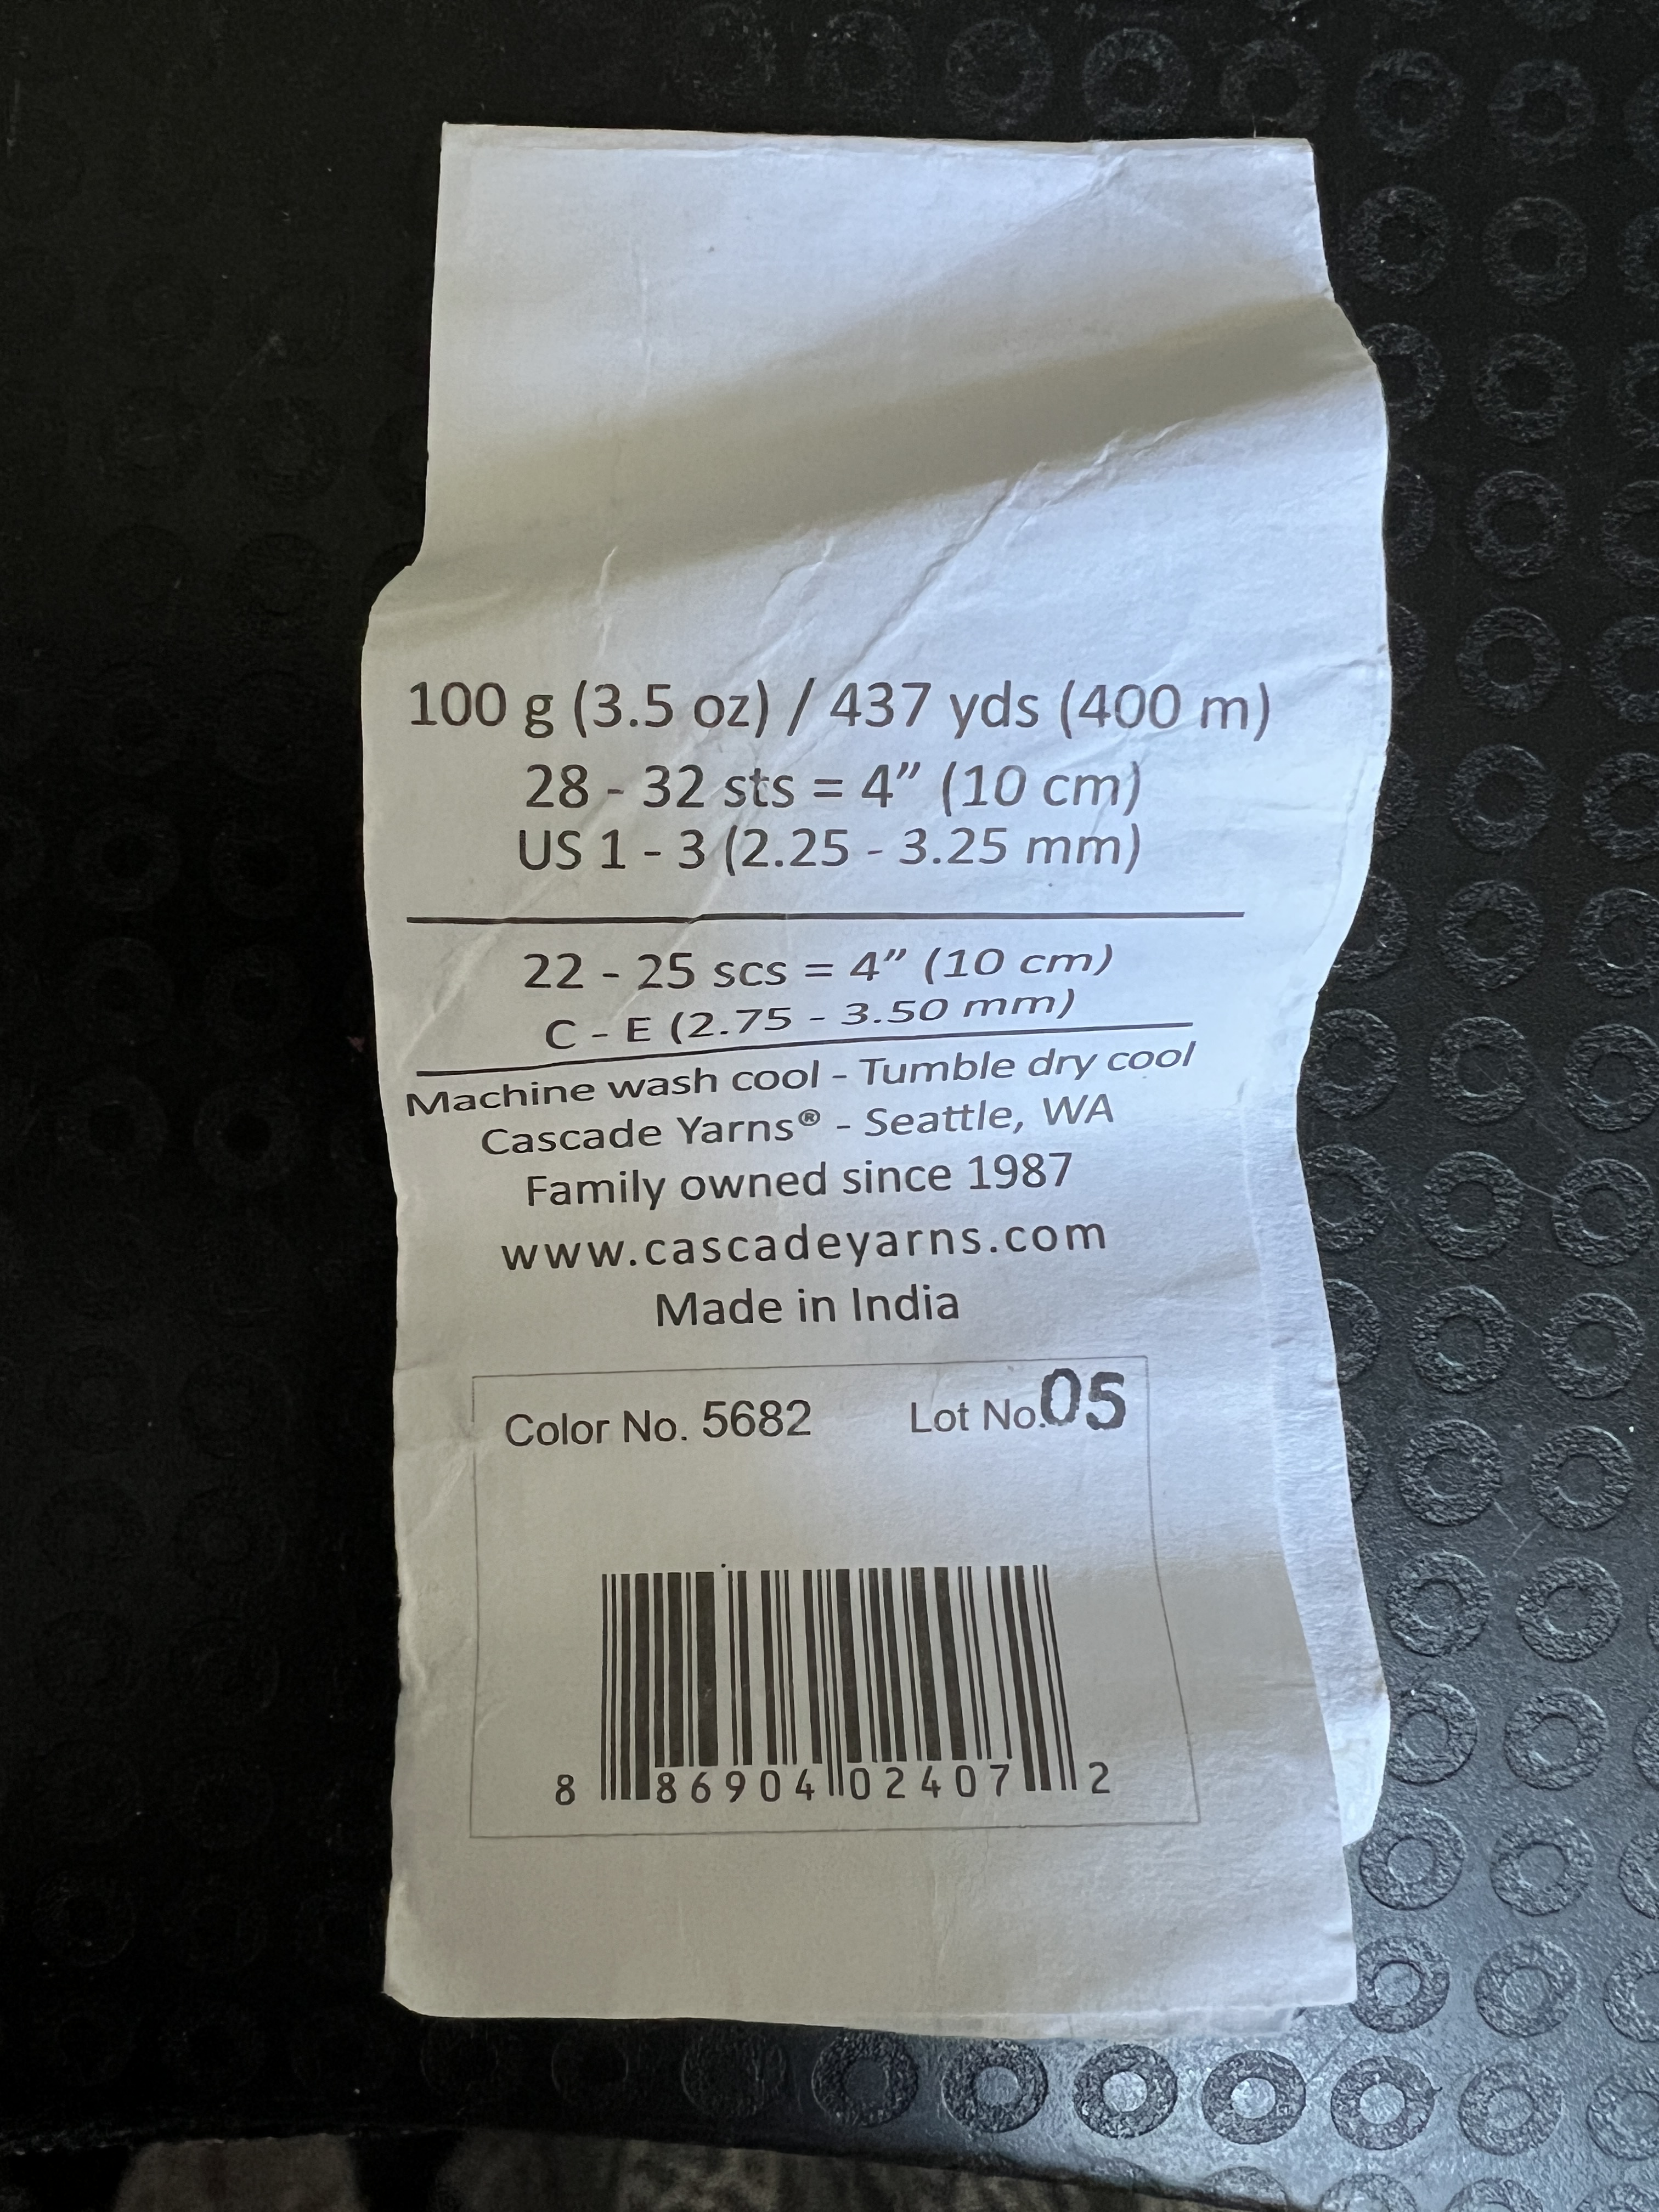 100 g (3.5 oz) / 437 yds (400 m)
28 - 32 sts = 4” (10 cm)
US 1 - 3 (2.25 - 3.25 mm)
22 - 25 scs = 4” (10 cm)
C - E (2.75 - 3.50 mm)
Machine wash cool - Tumble dry cool
Cascade Yarns® - Seattle, WA
Family owned since 1987
www.cascadeyarns.com
Made in India
Color No. 5682 Lot No. 05
8 86904 02407 2